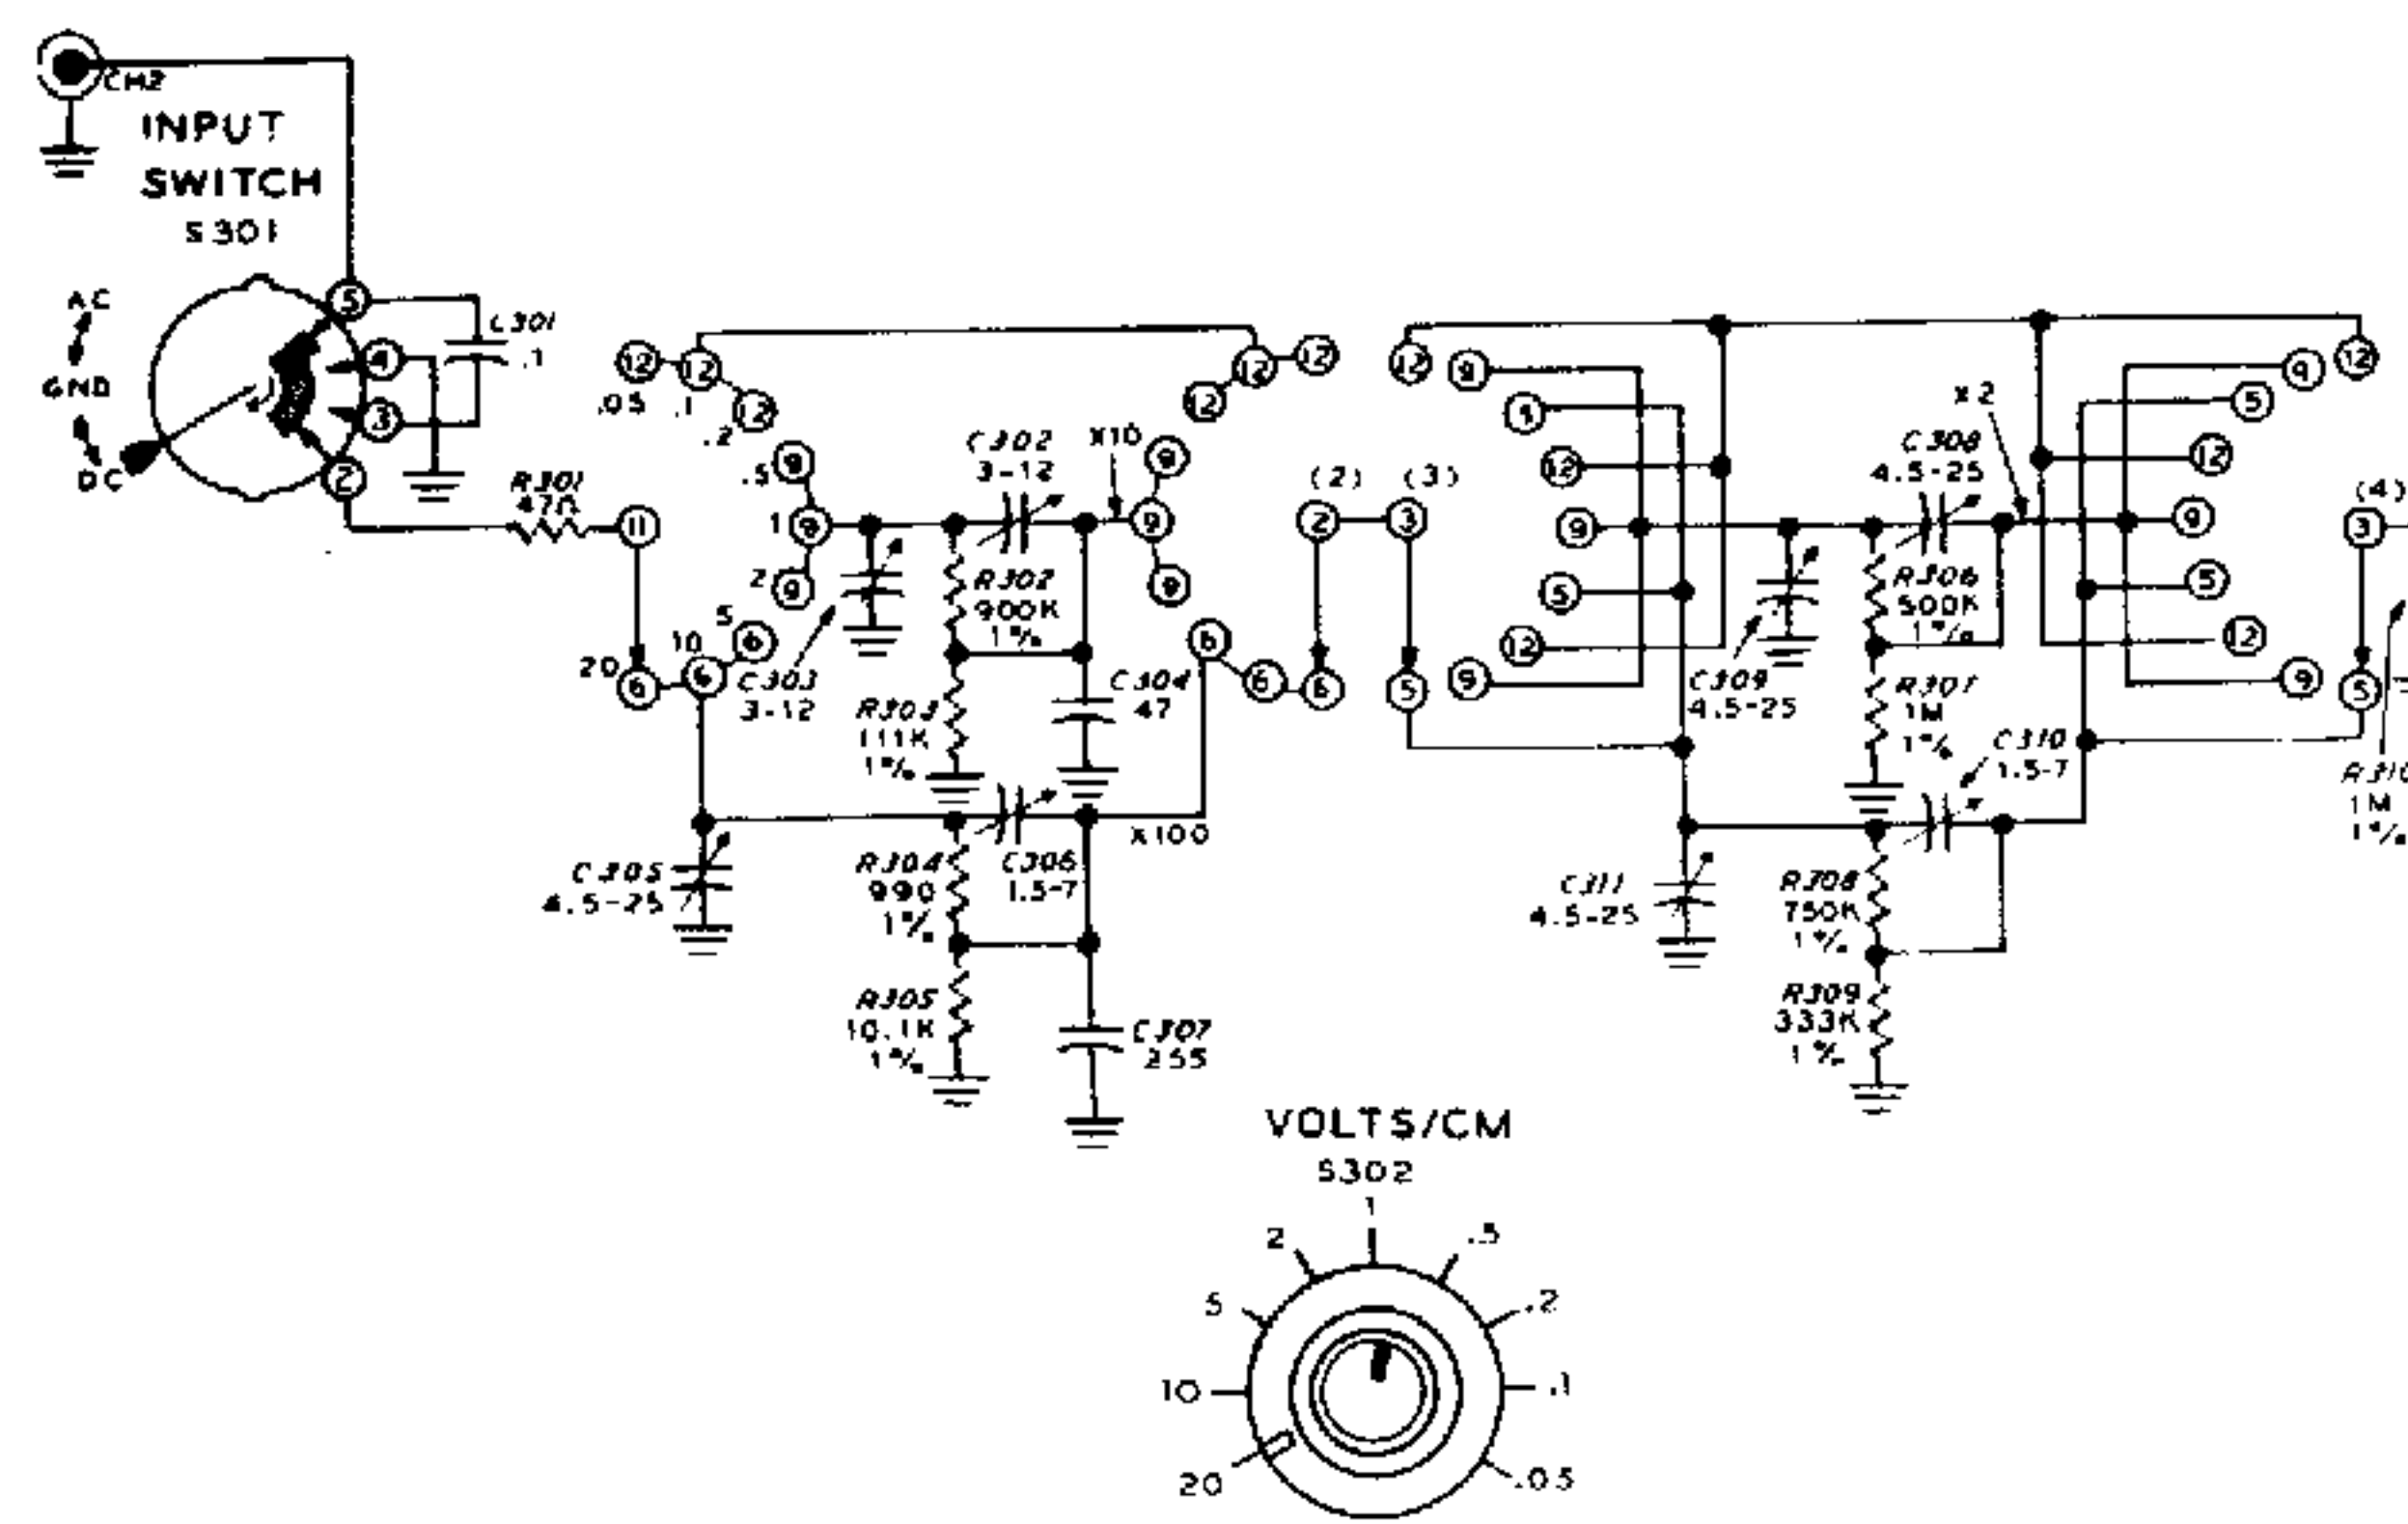 CH2
INPUT
SWITCH
S301
AC
GND
DC
5
4
3
2
C301
.1
R301
47Ω
11
12
12
12
.05
.1
.2
9
.5
9
1
9
2
6
5
6
10
6
20
C302
3-12
X10
R302
900K
1%
C303
3-12
R303
111K
1%
C304
47
9
9
9
12
12
12
6
6
6
X100
C305
4.5-25
R304
990
1%
C306
1.5-7
R305
10.1K
1%
C307
255
(2)
(3)
2
3
5
12
9
12
9
5
12
9
X2
C308
4.5-25
R306
500K
1%
C309
4.5-25
R307
1M
1%
C310
1.5-7
C311
4.5-25
R308
750K
1%
R309
333K
1%
9
12
5
12
9
5
12
9
(4)
3
5
1M
1%
VOLTS/CM
S302
1
2
.5
5
.2
10
.1
20
.05